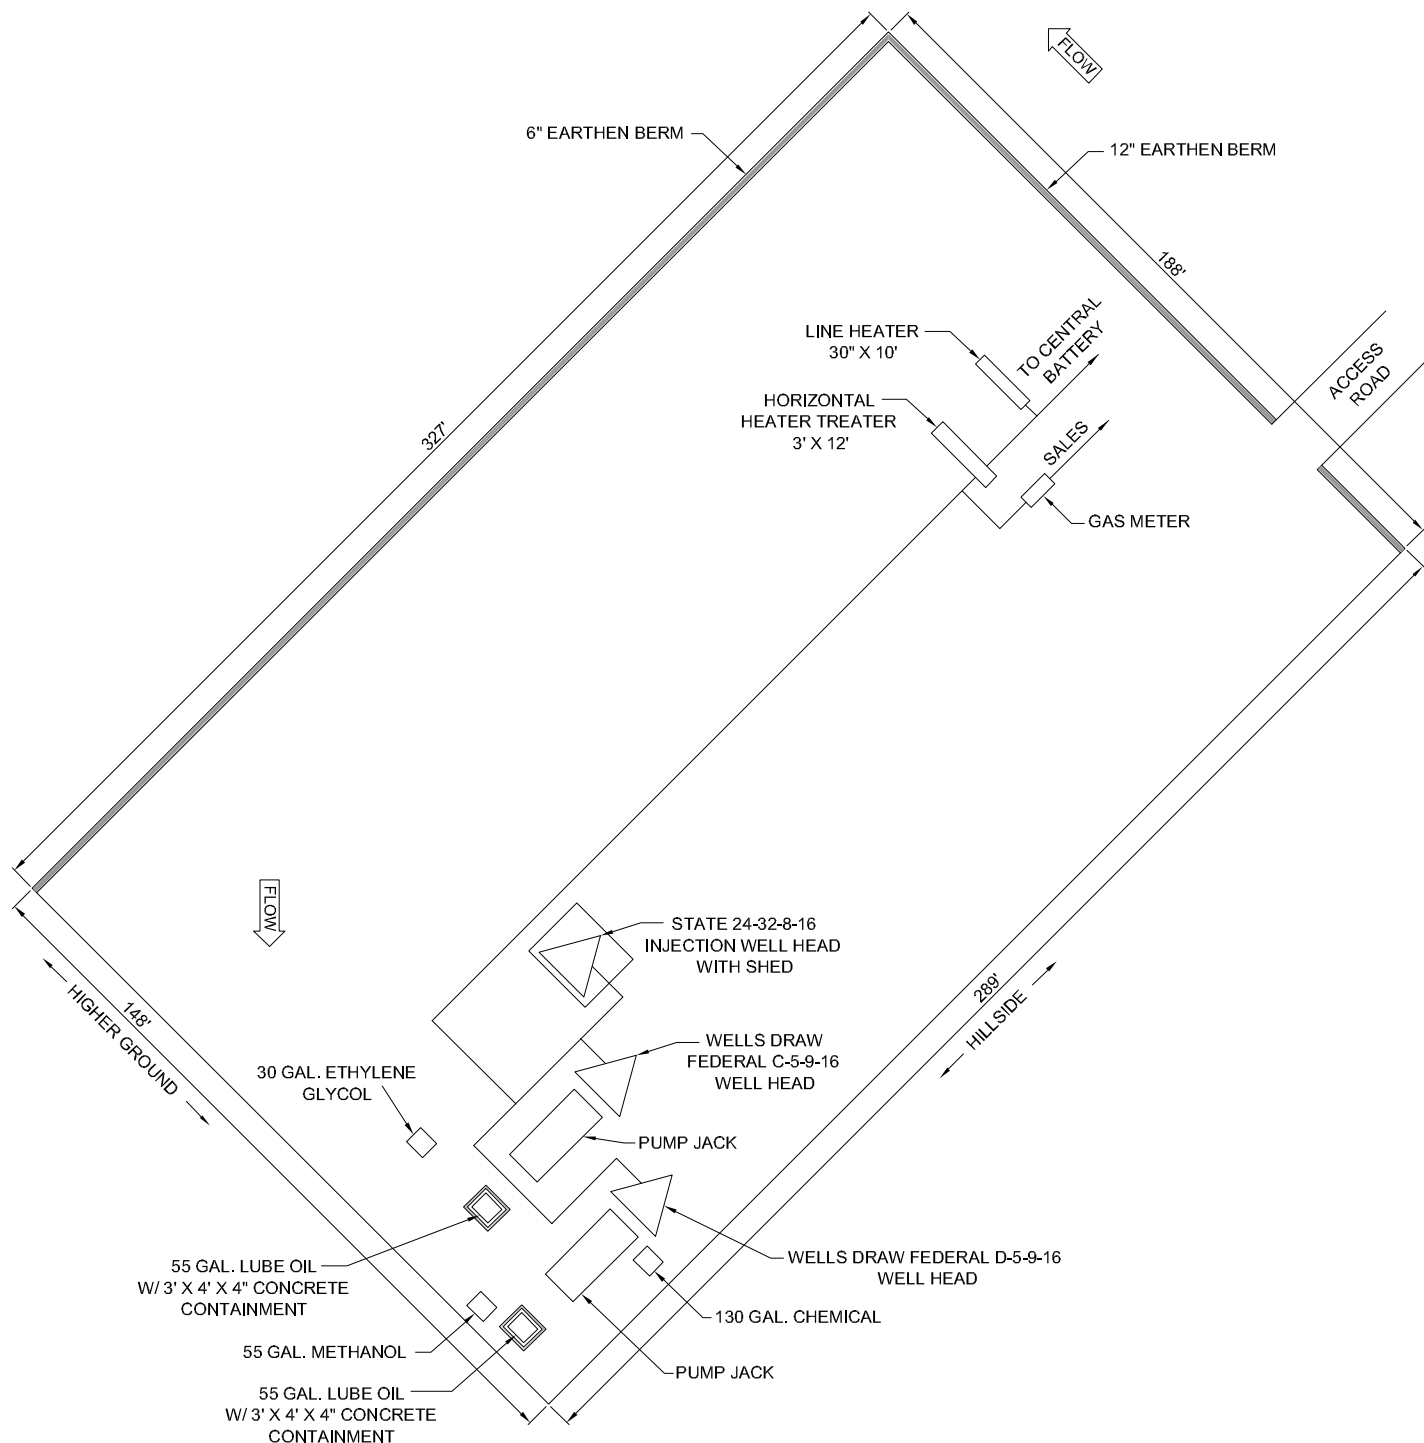 FLOW
6" EARTHEN BERM
12" EARTHEN BERM
188'
LINE HEATER
30" X 10'
TO CENTRAL
BATTERY
ACCESS
ROAD
HORIZONTAL
HEATER TREATER
3' X 12'
327'
SALES
GAS METER
FLOW
STATE 24-32-8-16
INJECTION WELL HEAD
WITH SHED
HIGHER GROUND
148'
289'
HILLSIDE
WELLS DRAW
FEDERAL C-5-9-16
WELL HEAD
30 GAL. ETHYLENE
GLYCOL
PUMP JACK
55 GAL. LUBE OIL
W/ 3' X 4' X 4" CONCRETE
CONTAINMENT
WELLS DRAW FEDERAL D-5-9-16
WELL HEAD
130 GAL. CHEMICAL
55 GAL. METHANOL
PUMP JACK
55 GAL. LUBE OIL
W/ 3' X 4' X 4" CONCRETE
CONTAINMENT